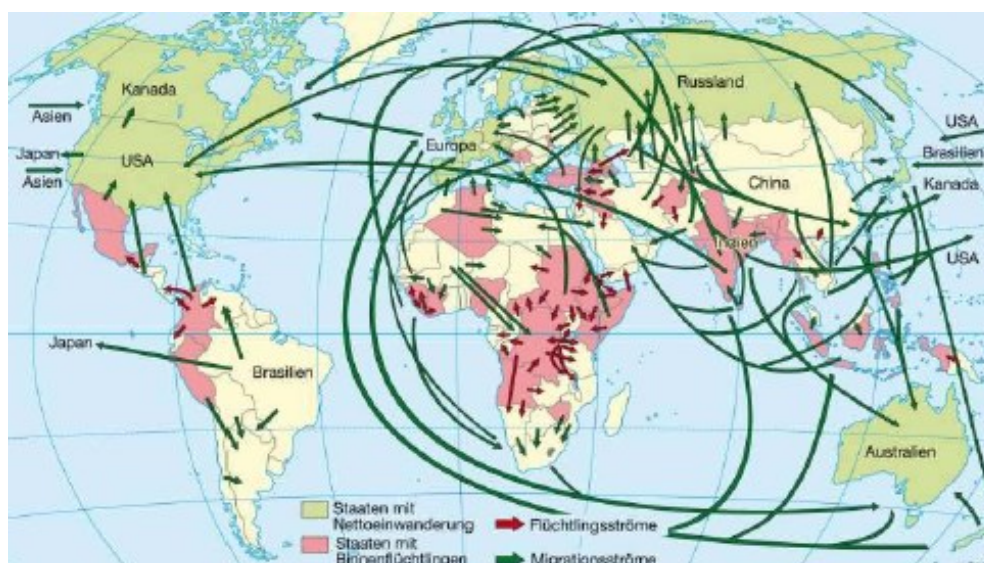 Kanada
Russland
Asien
USA
Japan
USA
Europa
Brasilien
Asien
China
Kanada
Indien
USA
Japan
Brasilien
Australien
Staaten mit
Nettoeinwanderung
Flüchtlingsströme
Staaten mit
Binnenflüchtlingen
Migrationsströme